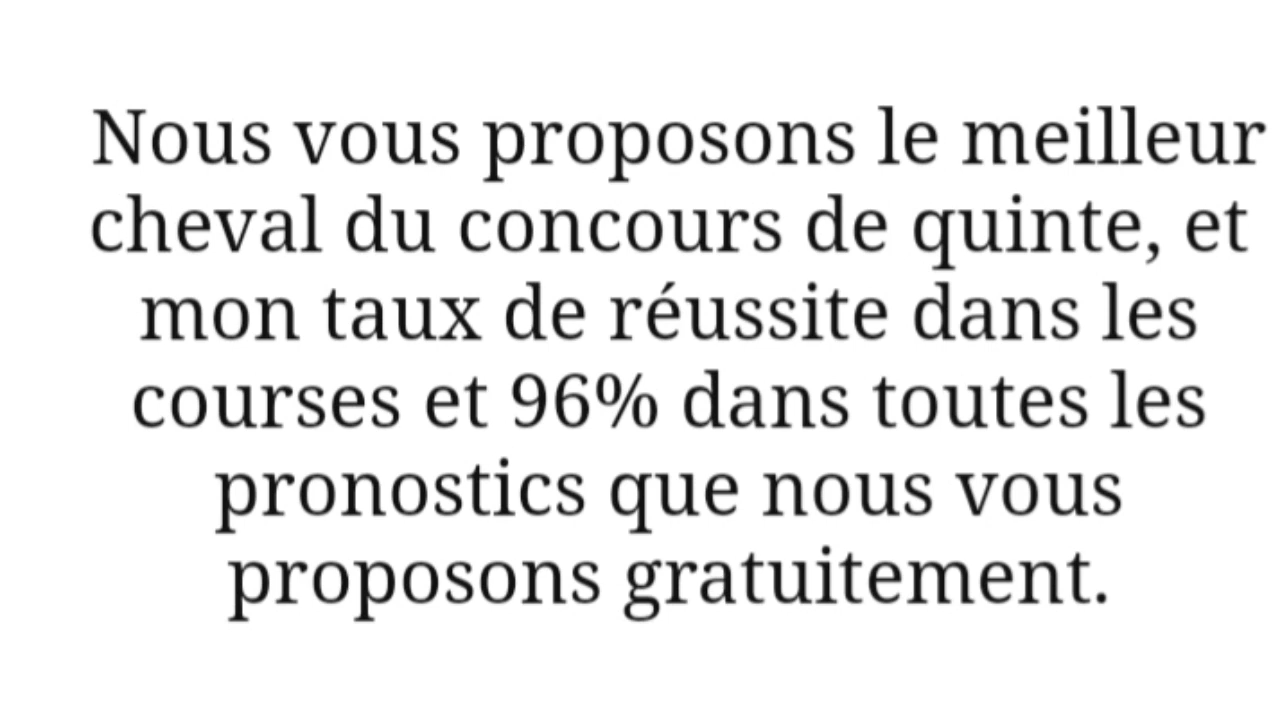 Nous vous proposons le meilleur
cheval du concours de quinte, et
mon taux de réussite dans les
courses et 96% dans toutes les
pronostics que nous vous
proposons gratuitement.